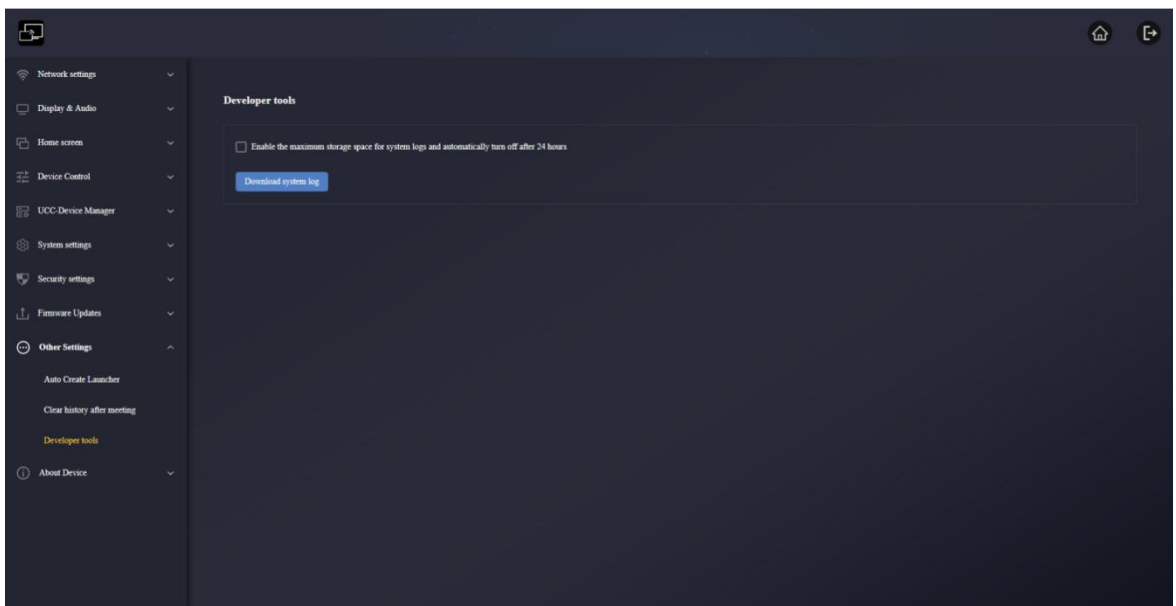 Network settings
Display & Audio
Home screen
Device Control
UCC-Device Manager
System settings
Security settings
Firmware Updates
Other Settings
Auto Create Launcher
Clear history after meeting
Developer tools
About Device
Developer tools
Enable the maximum storage space for system logs and automatically turn off after 24 hours
Download system log